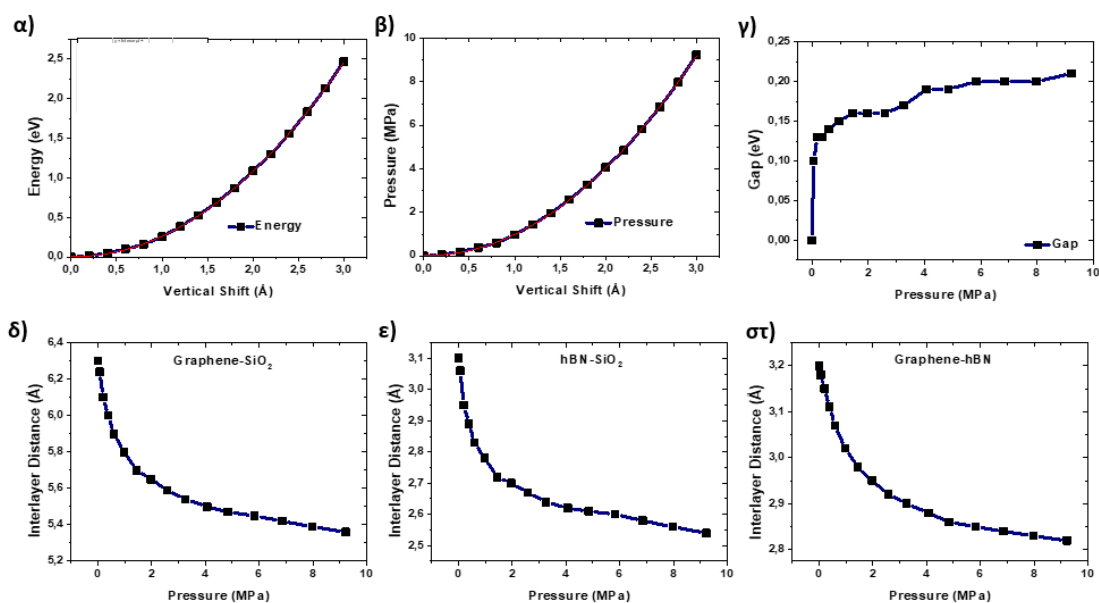 α)
2,5
2,0
1,5
1,0
0,5
0,0
0,0 0,5 1,0 1,5 2,0 2,5 3,0
Energy (eV)
Vertical Shift (Å)
Energy
β)
10
8
6
4
2
0
0,0 0,5 1,0 1,5 2,0 2,5 3,0
Pressure (MPa)
Vertical Shift (Å)
Pressure
γ)
0,25
0,20
0,15
0,10
0,05
0,00
0 2 4 6 8 10
Gap (eV)
Pressure (MPa)
Gap
δ)
Graphene-SiO₂
6,4
6,2
6,0
5,8
5,6
5,4
5,2
0 2 4 6 8 10
Interlayer Distance (Å)
Pressure (MPa)
ε)
hBN-SiO₂
3,1
3,0
2,9
2,8
2,7
2,6
2,5
0 2 4 6 8 10
Interlayer Distance (Å)
Pressure (MPa)
στ)
Graphene-hBN
3,2
3,1
3,0
2,9
2,8
0 2 4 6 8 10
Interlayer Distance (Å)
Pressure (MPa)